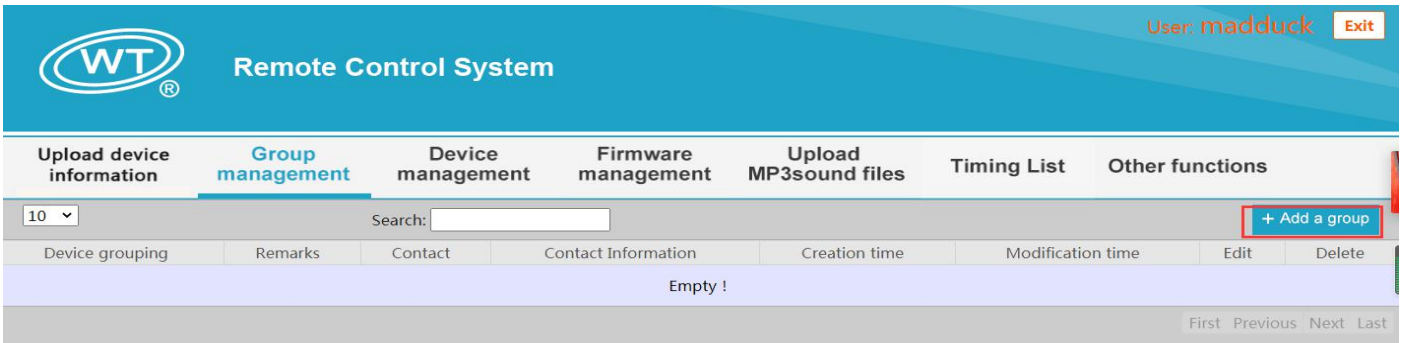 User: madduck Exit
WT
®
Remote Control System
Upload device information
Group management
Device management
Firmware management
Upload MP3sound files
Timing List
Other functions
10
Search:
+ Add a group
Device grouping Remarks Contact Contact Information Creation time Modification time Edit Delete
Empty !
First Previous Next Last